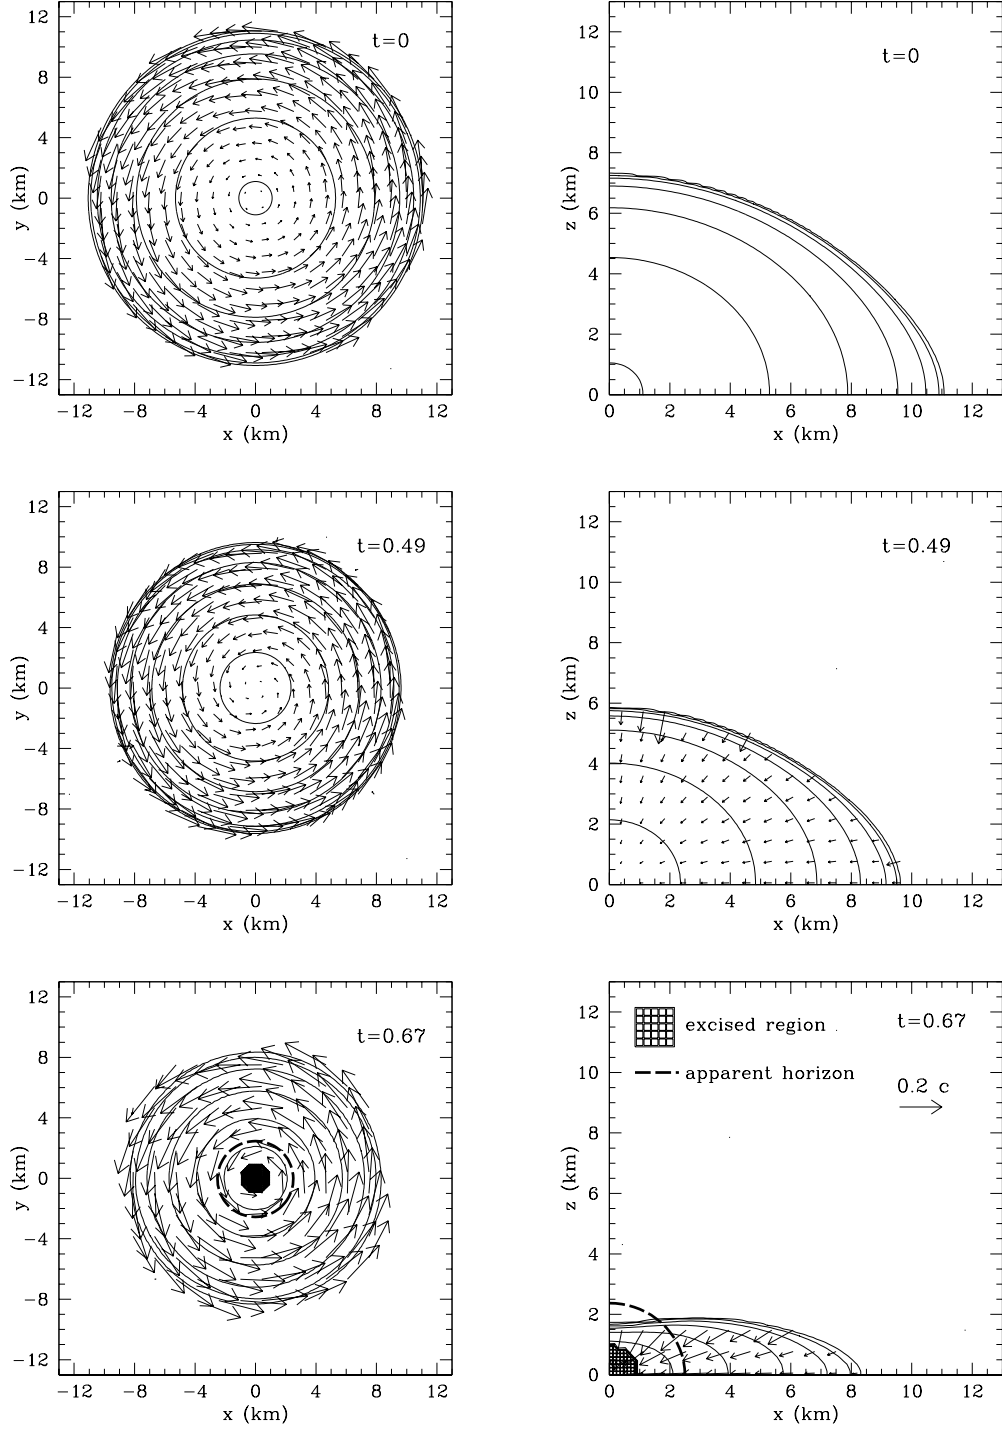 t=0
12
8
4
0
−4
−8
−12
y (km)
−12 −8 −4 0 4 8 12
x (km)
t=0
12
10
8
6
4
2
0
z (km)
0 2 4 6 8 10 12
x (km)
t=0.49
12
8
4
0
−4
−8
−12
y (km)
−12 −8 −4 0 4 8 12
x (km)
t=0.49
12
10
8
6
4
2
0
z (km)
0 2 4 6 8 10 12
x (km)
t=0.67
12
8
4
0
−4
−8
−12
y (km)
−12 −8 −4 0 4 8 12
x (km)
excised region
t=0.67
apparent horizon
0.2 c
12
10
8
6
4
2
0
z (km)
0 2 4 6 8 10 12
x (km)